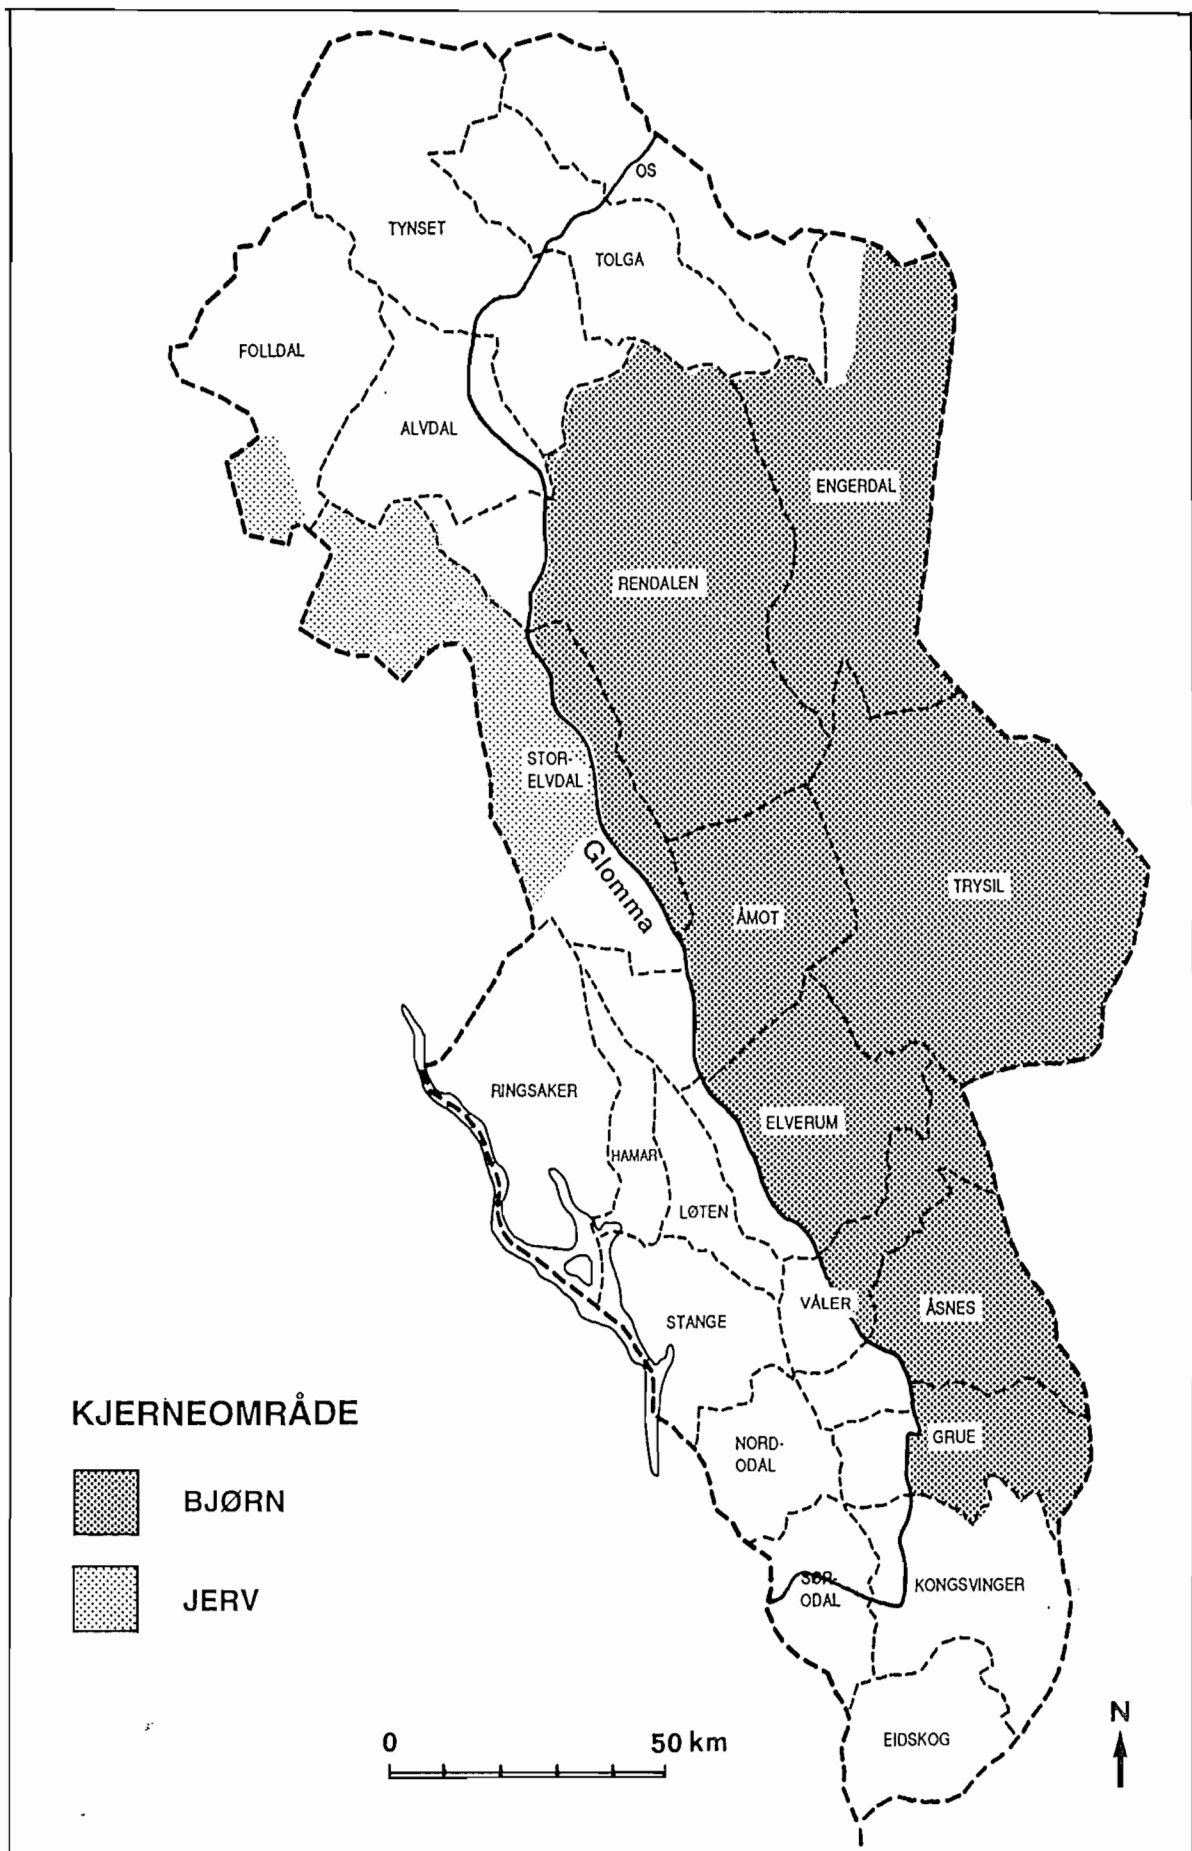 OS
TYNSET
TOLGA
FOLLDAL
ALVDAL
ENGERDAL
RENDALEN
STOR-
ELVDAL
Glomma
TRYSIL
ÅMOT
RINGSAKER
ELVERUM
HAMAR
LØTEN
VÅLER
ÅSNES
STANGE
KJERNEOMRÅDE
BJØRN
JERV
GRUE
NORD-
ODAL
SØR-
ODAL
KONGSVINGER
EIDSKOG
0 50 km
N